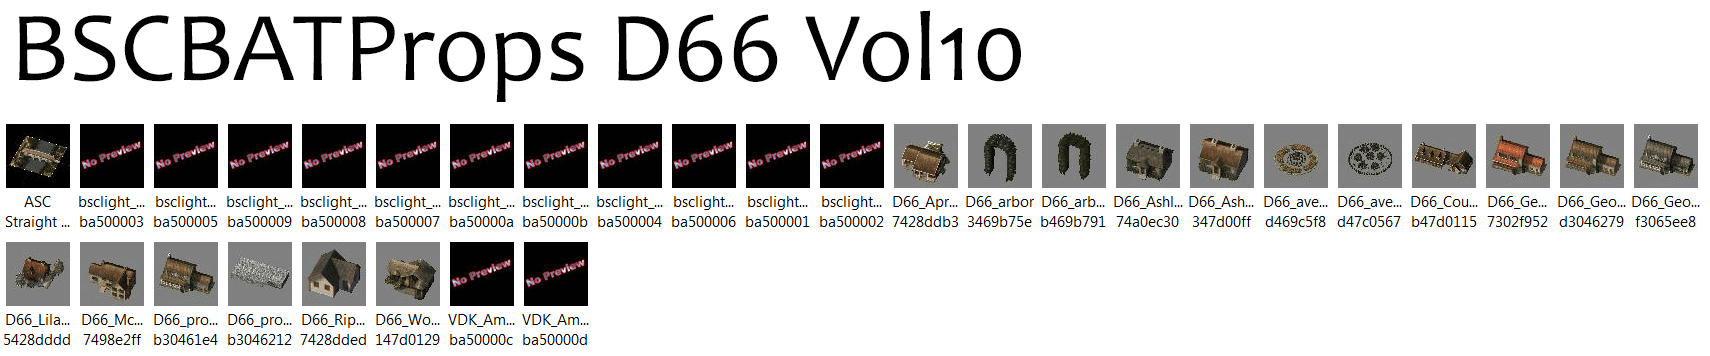 BSCBATProps D66 Vol10
No Preview No Preview No Preview No Preview No Preview No Preview No Preview No Preview No Preview No Preview No Preview
ASC bsclight_... bsclight... bsclight_... bsclight_... bsclight_... bsclight_... bsclight_... bsclight... bsclight... bsclight... bsclight... D66_Apr... D66_arbor D66_arb... D66_Ashl... D66_Ash... D66_ave... D66_ave... D66_Cou... D66_Ge... D66_Geo... D66_Geo...
Straight ... ba500003 ba500005 ba500009 ba500008 ba500007 ba50000a ba50000b ba500004 ba500006 ba500001 ba500002 7428ddb3 3469b75e b469b791 74a0ec30 347d00ff d469c5f8 d47c0567 b47d0115 7302f952 d3046279 f3065ee8
No Preview No Preview
D66_Lila... D66_Mc... D66_pro... D66_pro... D66_Rip... D66_Wo... VDK_Am... VDK_Am...
5428dddd 7498e2ff b30461e4 b3046212 7428dded 147d0129 ba50000c ba50000d